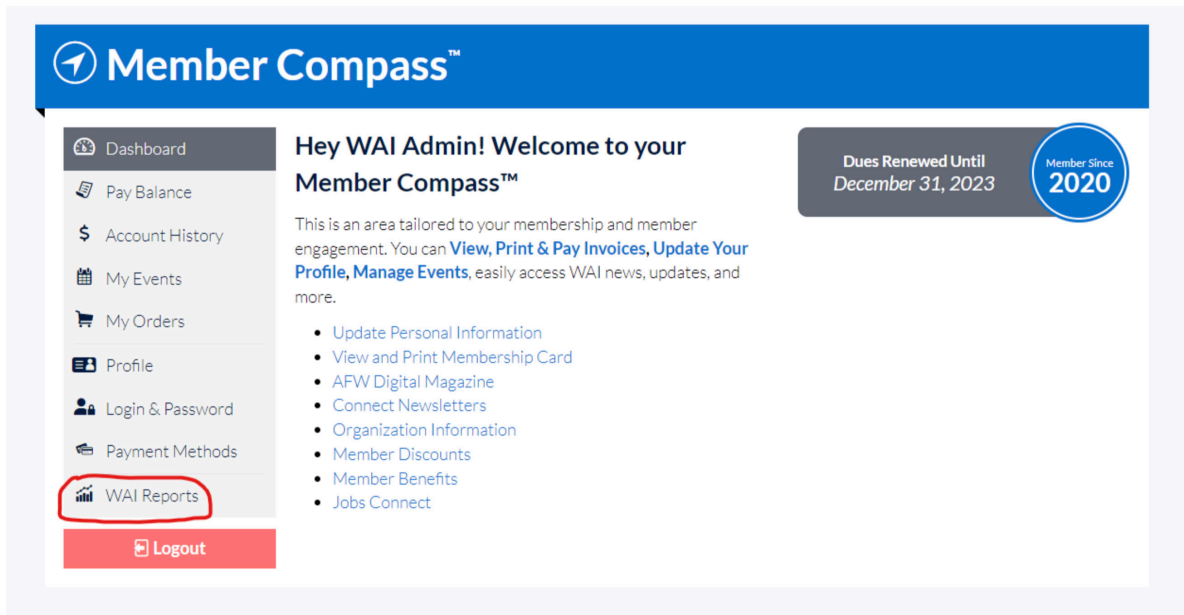 Member Compass™
Dashboard
Pay Balance
Account History
My Events
My Orders
Profile
Login & Password
Payment Methods
WAI Reports
Logout
Hey WAI Admin! Welcome to your
Member Compass™
This is an area tailored to your membership and member
engagement. You can View, Print & Pay Invoices, Update Your
Profile, Manage Events, easily access WAI news, updates, and
more.
• Update Personal Information
• View and Print Membership Card
• AFW Digital Magazine
• Connect Newsletters
• Organization Information
• Member Discounts
• Member Benefits
• Jobs Connect
Dues Renewed Until
December 31, 2023
Member Since
2020